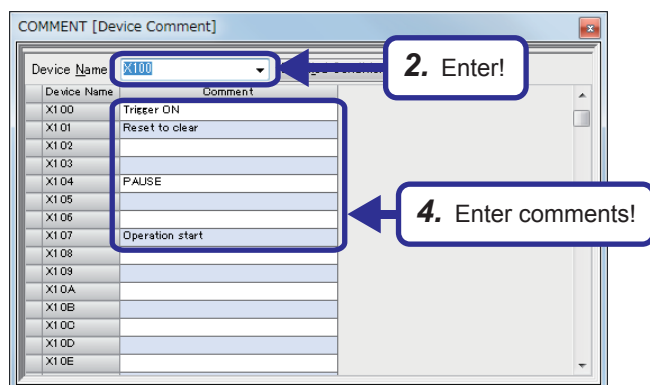 COMMENT [Device Comment]
Device Name X100
2. Enter!
Device Name Comment
X100 Trigger ON
X101 Reset to clear
X102
X103
X104 PAUSE
X105
X106
X107 Operation start
4. Enter comments!
X108
X109
X10A
X10B
X10C
X10D
X10E